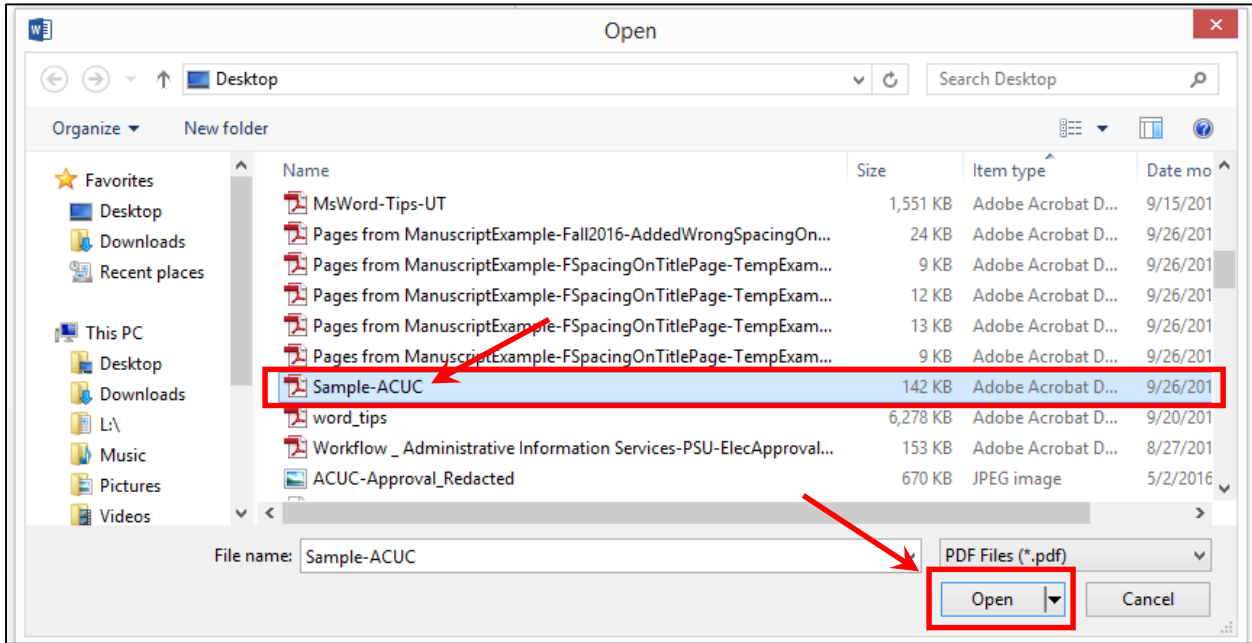 Open
Desktop
Search Desktop
Organize
New folder
Name Size Item type Date mo
Favorites
Desktop
Downloads
Recent places
This PC
Desktop
Downloads
L:\
Music
Pictures
Videos
MsWord-Tips-UT 1,551 KB Adobe Acrobat D... 9/15/201
Pages from ManuscriptExample-Fall2016-AddedWrongSpacingOn... 24 KB Adobe Acrobat D... 9/26/201
Pages from ManuscriptExample-FSpacingOnTitlePage-TempExam... 9 KB Adobe Acrobat D... 9/26/201
Pages from ManuscriptExample-FSpacingOnTitlePage-TempExam... 12 KB Adobe Acrobat D... 9/26/201
Pages from ManuscriptExample-FSpacingOnTitlePage-TempExam... 13 KB Adobe Acrobat D... 9/26/201
Pages from ManuscriptExample-FSpacingOnTitlePage-TempExam... 9 KB Adobe Acrobat D... 9/26/201
Sample-ACUC 142 KB Adobe Acrobat D... 9/26/201
word_tips 6,278 KB Adobe Acrobat D... 9/20/201
Workflow _ Administrative Information Services-PSU-ElecApproval... 153 KB Adobe Acrobat D... 8/27/201
ACUC-Approval_Redacted 670 KB JPEG image 5/2/2016
File name: Sample-ACUC
PDF Files (*.pdf)
Open
Cancel